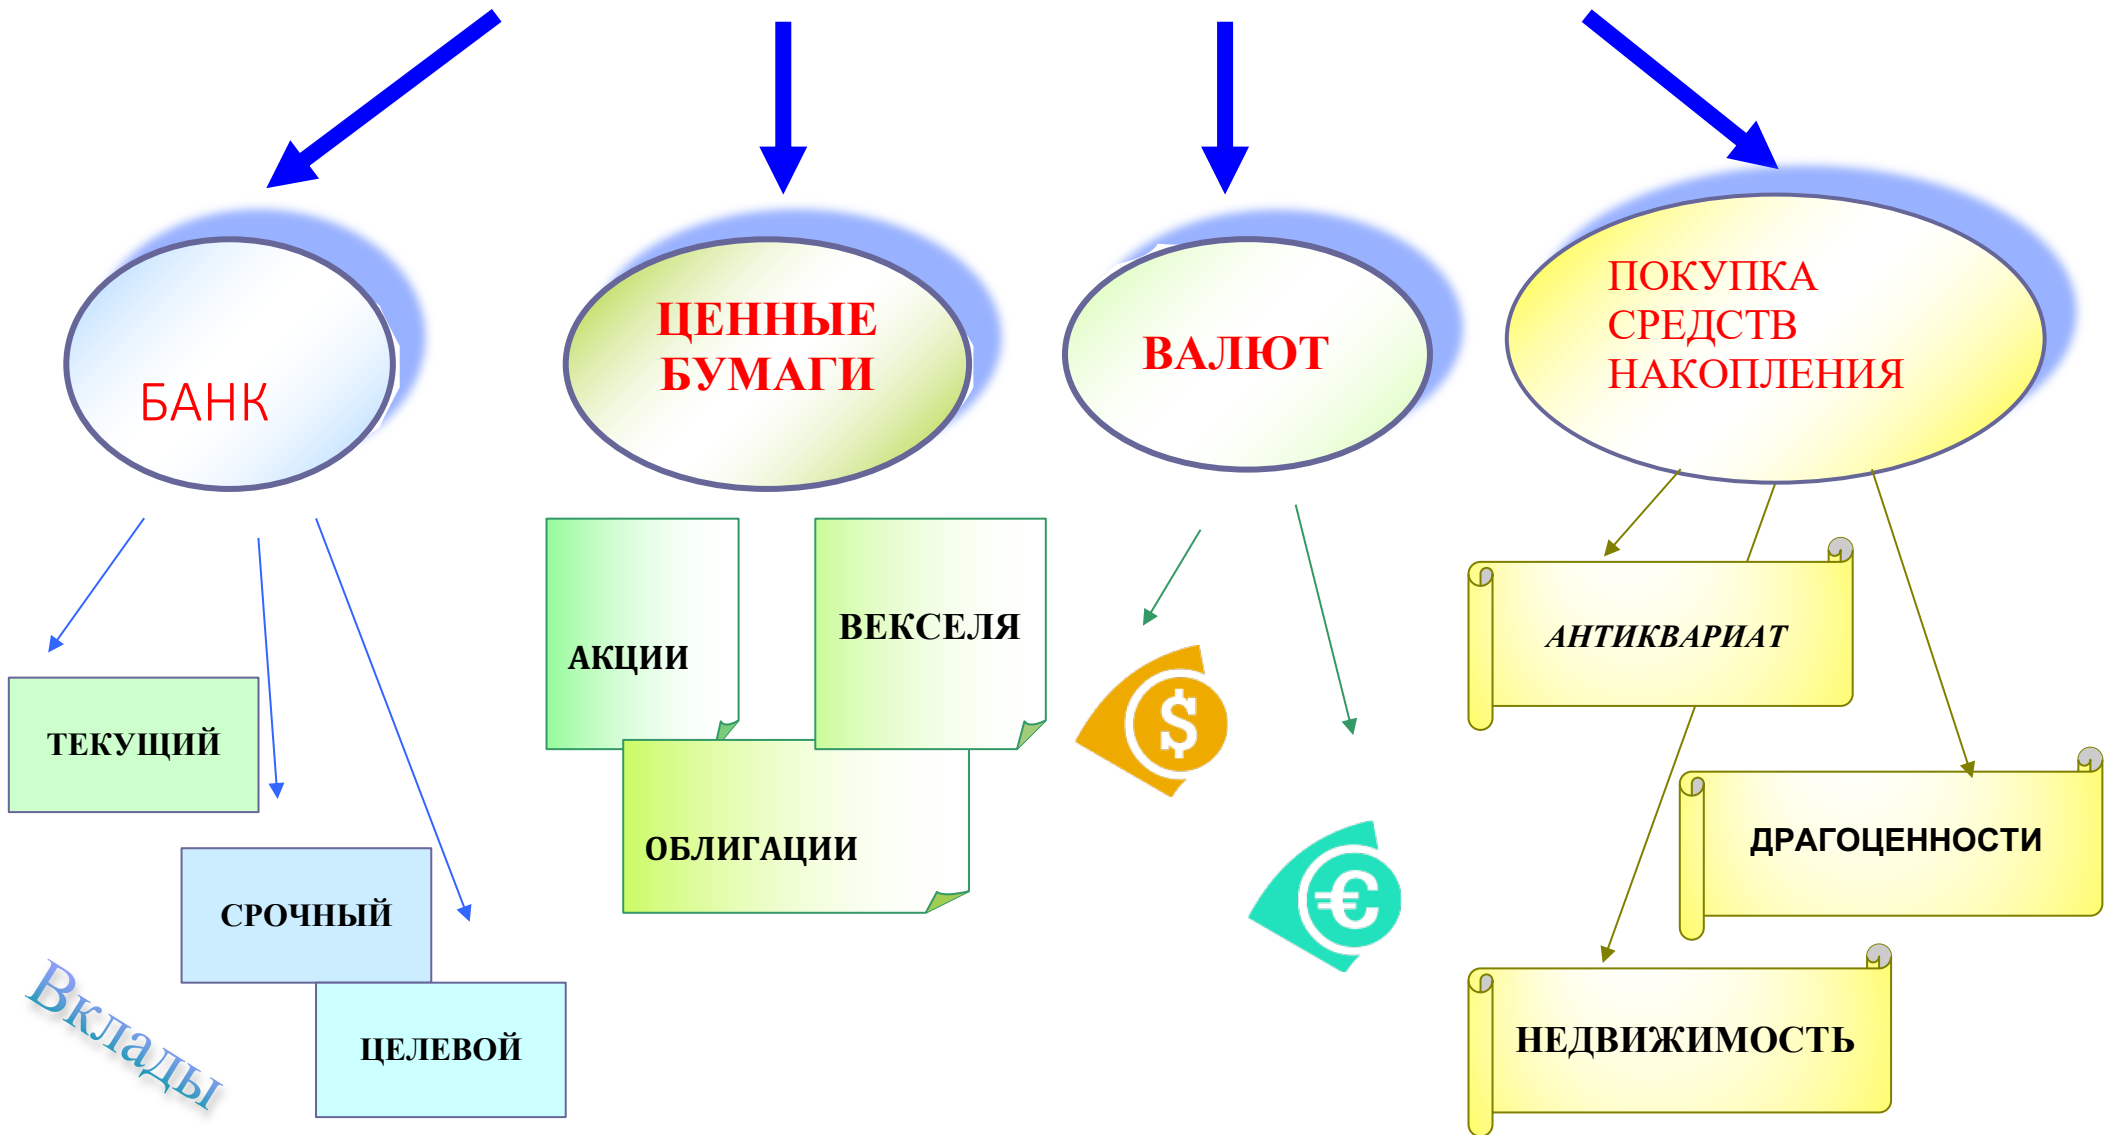 БАНК
ЦЕННЫЕ
БУМАГИ
ВАЛЮТ
ПОКУПКА
СРЕДСТВ
НАКОПЛЕНИЯ
ТЕКУЩИЙ
СРОЧНЫЙ
ЦЕЛЕВОЙ
Вклады
АКЦИИ
ВЕКСЕЛЯ
ОБЛИГАЦИИ
$
€
АНТИКВАРИАТ
ДРАГОЦЕННОСТИ
НЕДВИЖИМОСТЬ